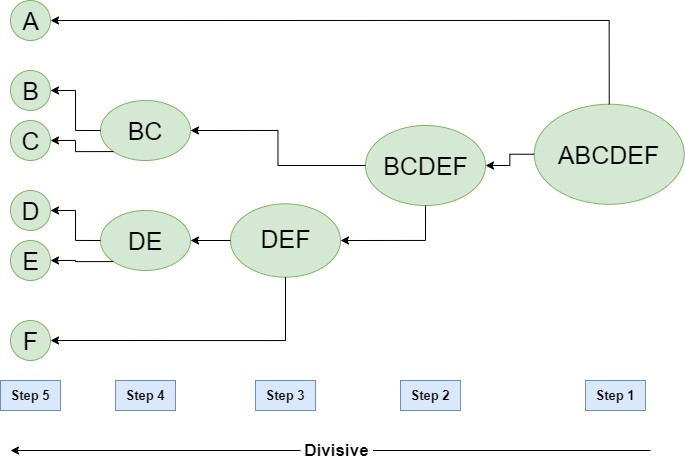 A
B
BC
C
BCDEF
ABCDEF
D
DE
DEF
E
F
Step 5
Step 4
Step 3
Step 2
Step 1
Divisive